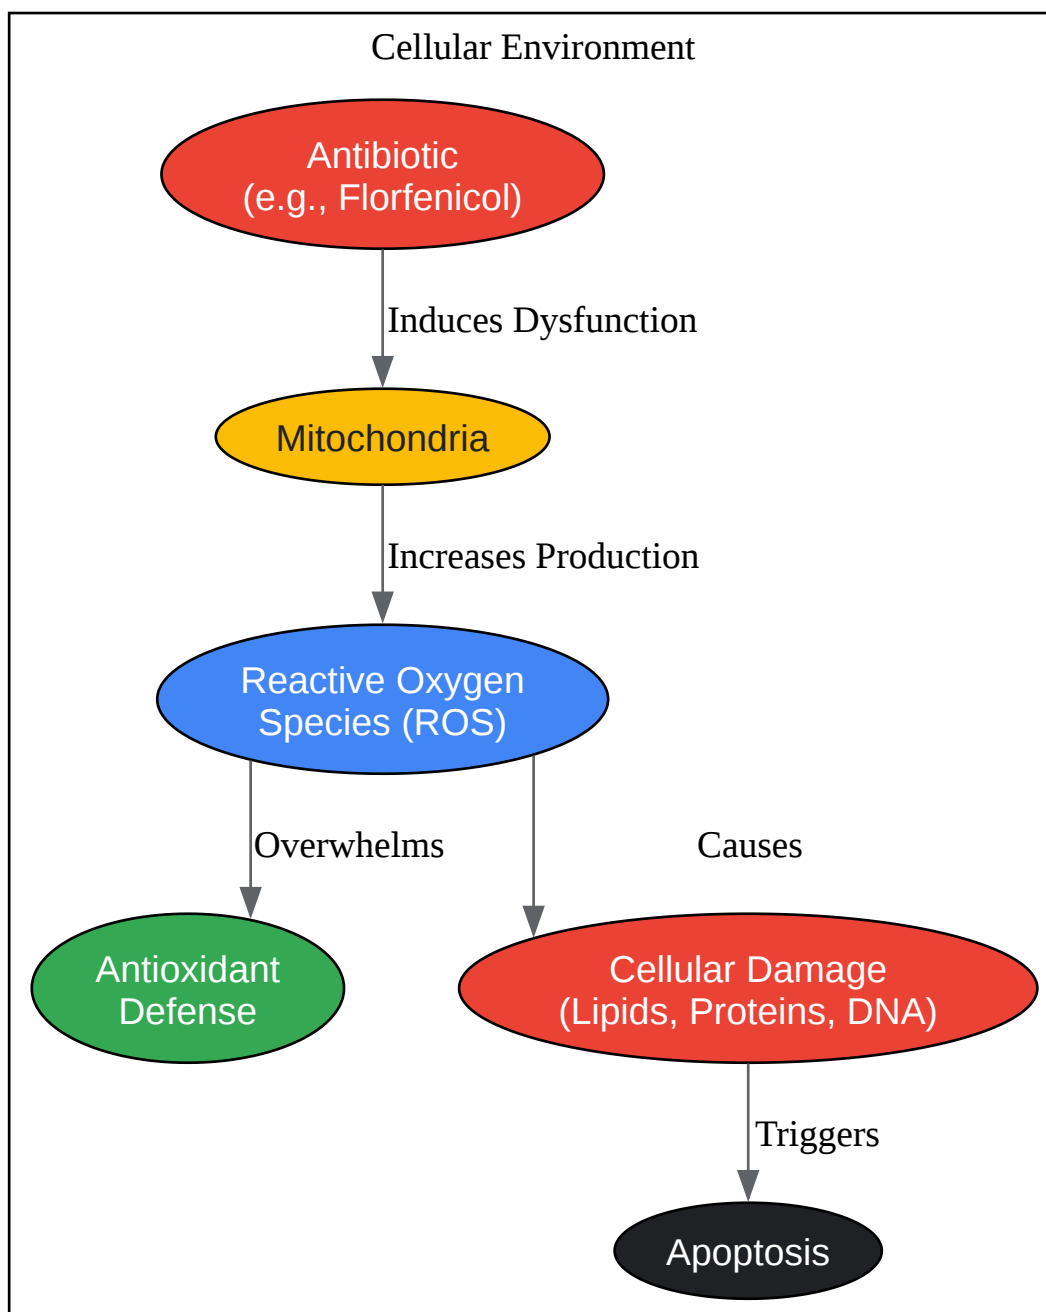 Cellular Environment
Antibiotic
(e.g., Florfenicol)
Induces Dysfunction
Mitochondria
Increases Production
Reactive Oxygen
Species (ROS)
Overwhelms
Causes
Antioxidant
Defense
Cellular Damage
(Lipids, Proteins, DNA)
Triggers
Apoptosis